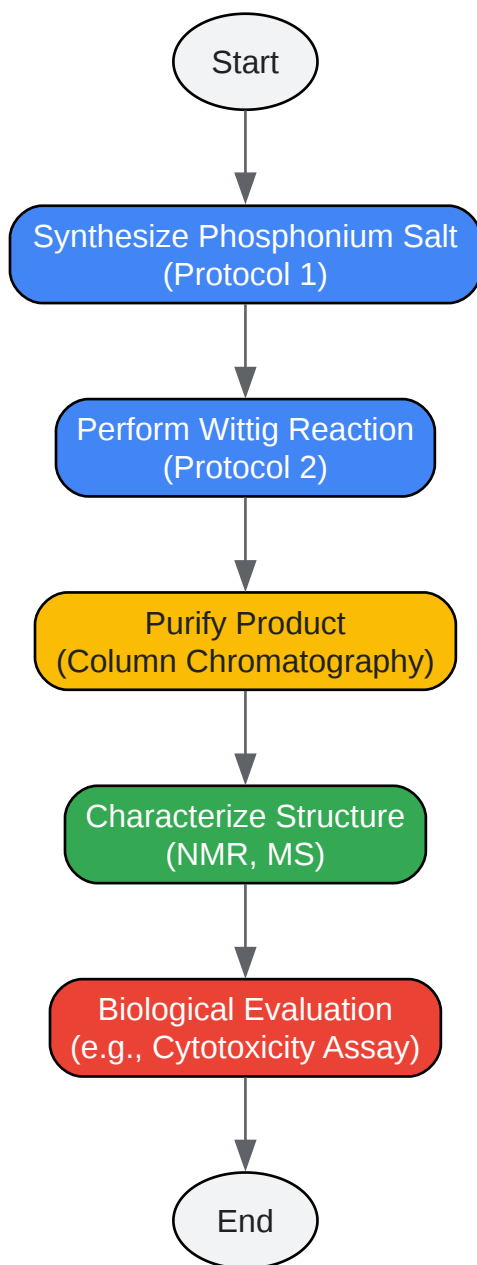 Start
Synthesize Phosphonium Salt
(Protocol 1)
Perform Wittig Reaction
(Protocol 2)
Purify Product
(Column Chromatography)
Characterize Structure
(NMR, MS)
Biological Evaluation
(e.g., Cytotoxicity Assay)
End